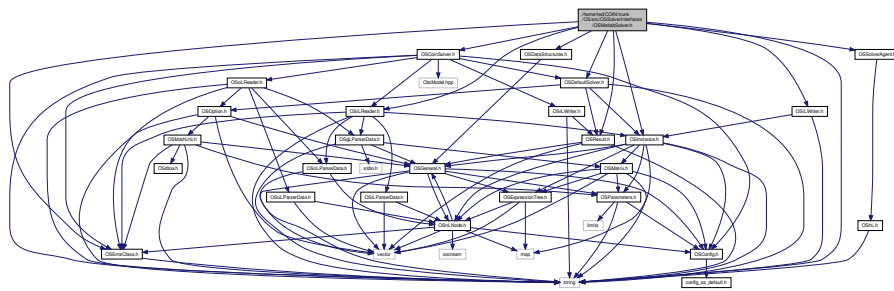 /home/ted/COIN/trunk
/OS/src/OSSolverInterfaces
/OSMatlabSolver.h
OSCoinSolver.h
OSDataStructures.h
OSSolverAgent.h
OSoLReader.h
CbcModel.hpp
OSDefaultSolver.h
OSOption.h
OSiLReader.h
OSiLWriter.h
OSrLWriter.h
OSMathUtil.h
OSgLParserData.h
OSResult.h
OSInstance.h
OSdtoa.h
OSnLParserData.h
stdio.h
OSGeneral.h
OSMatrix.h
OSoLParserData.h
OSiLParserData.h
OSExpressionTree.h
OSParameters.h
OSnLNode.h
limits
OShL.h
OSErrorClass.h
vector
iostream
map
OSConfig.h
string
config_os_default.h